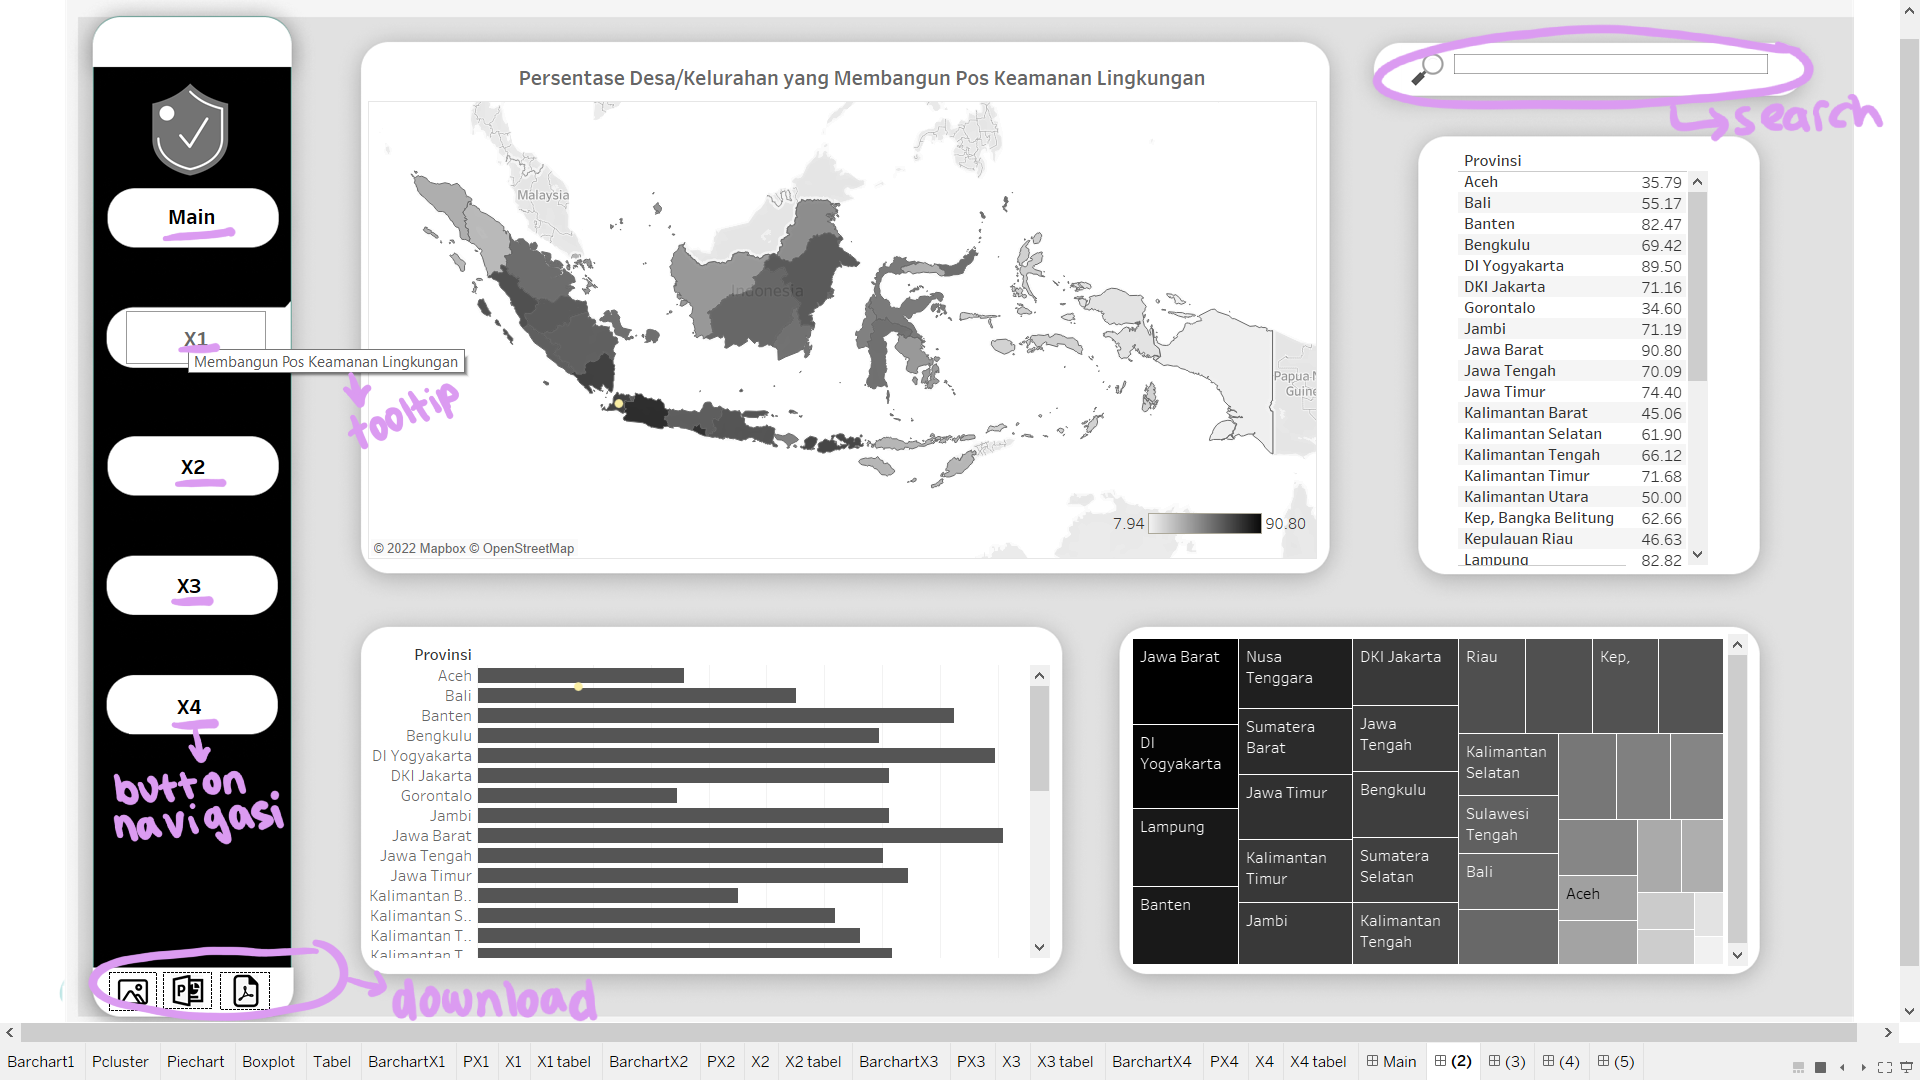 Main
X1
Membangun Pos Keamanan Lingkungan
tooltip
X2
X3
X4
button
navigasi
download
Persentase Desa/Kelurahan yang Membangun Pos Keamanan Lingkungan
Malaysia
Indonesia
7.94 90.80
© 2022 Mapbox © OpenStreetMap
search
Provinsi
Aceh 35.79
Bali 55.17
Banten 82.47
Bengkulu 69.42
DI Yogyakarta 89.50
DKI Jakarta 71.16
Gorontalo 34.60
Jambi 71.19
Jawa Barat 90.80
Jawa Tengah 70.09
Jawa Timur 74.40
Kalimantan Barat 45.06
Kalimantan Selatan 61.90
Kalimantan Tengah 66.12
Kalimantan Timur 71.68
Kalimantan Utara 50.00
Kep, Bangka Belitung 62.66
Kepulauan Riau 46.63
Lampung 82.82
Provinsi
Aceh
Bali
Banten
Bengkulu
DI Yogyakarta
DKI Jakarta
Gorontalo
Jambi
Jawa Barat
Jawa Tengah
Jawa Timur
Kalimantan B..
Kalimantan S..
Kalimantan T..
Kalimantan T..
Jawa Barat
DI
Yogyakarta
Lampung
Banten
Nusa
Tenggara
Sumatera
Barat
Jawa Timur
Kalimantan
Timur
Jambi
DKI Jakarta
Jawa
Tengah
Bengkulu
Sumatera
Selatan
Kalimantan
Tengah
Riau
Kep,
Kalimantan
Selatan
Sulawesi
Tengah
Bali
Aceh
Barchart1 Pcluster Piechart Boxplot Tabel BarchartX1 PX1 X1 X1 tabel BarchartX2 PX2 X2 X2 tabel BarchartX3 PX3 X3 X3 tabel BarchartX4 PX4 X4 X4 tabel Main (2) (3) (4) (5)